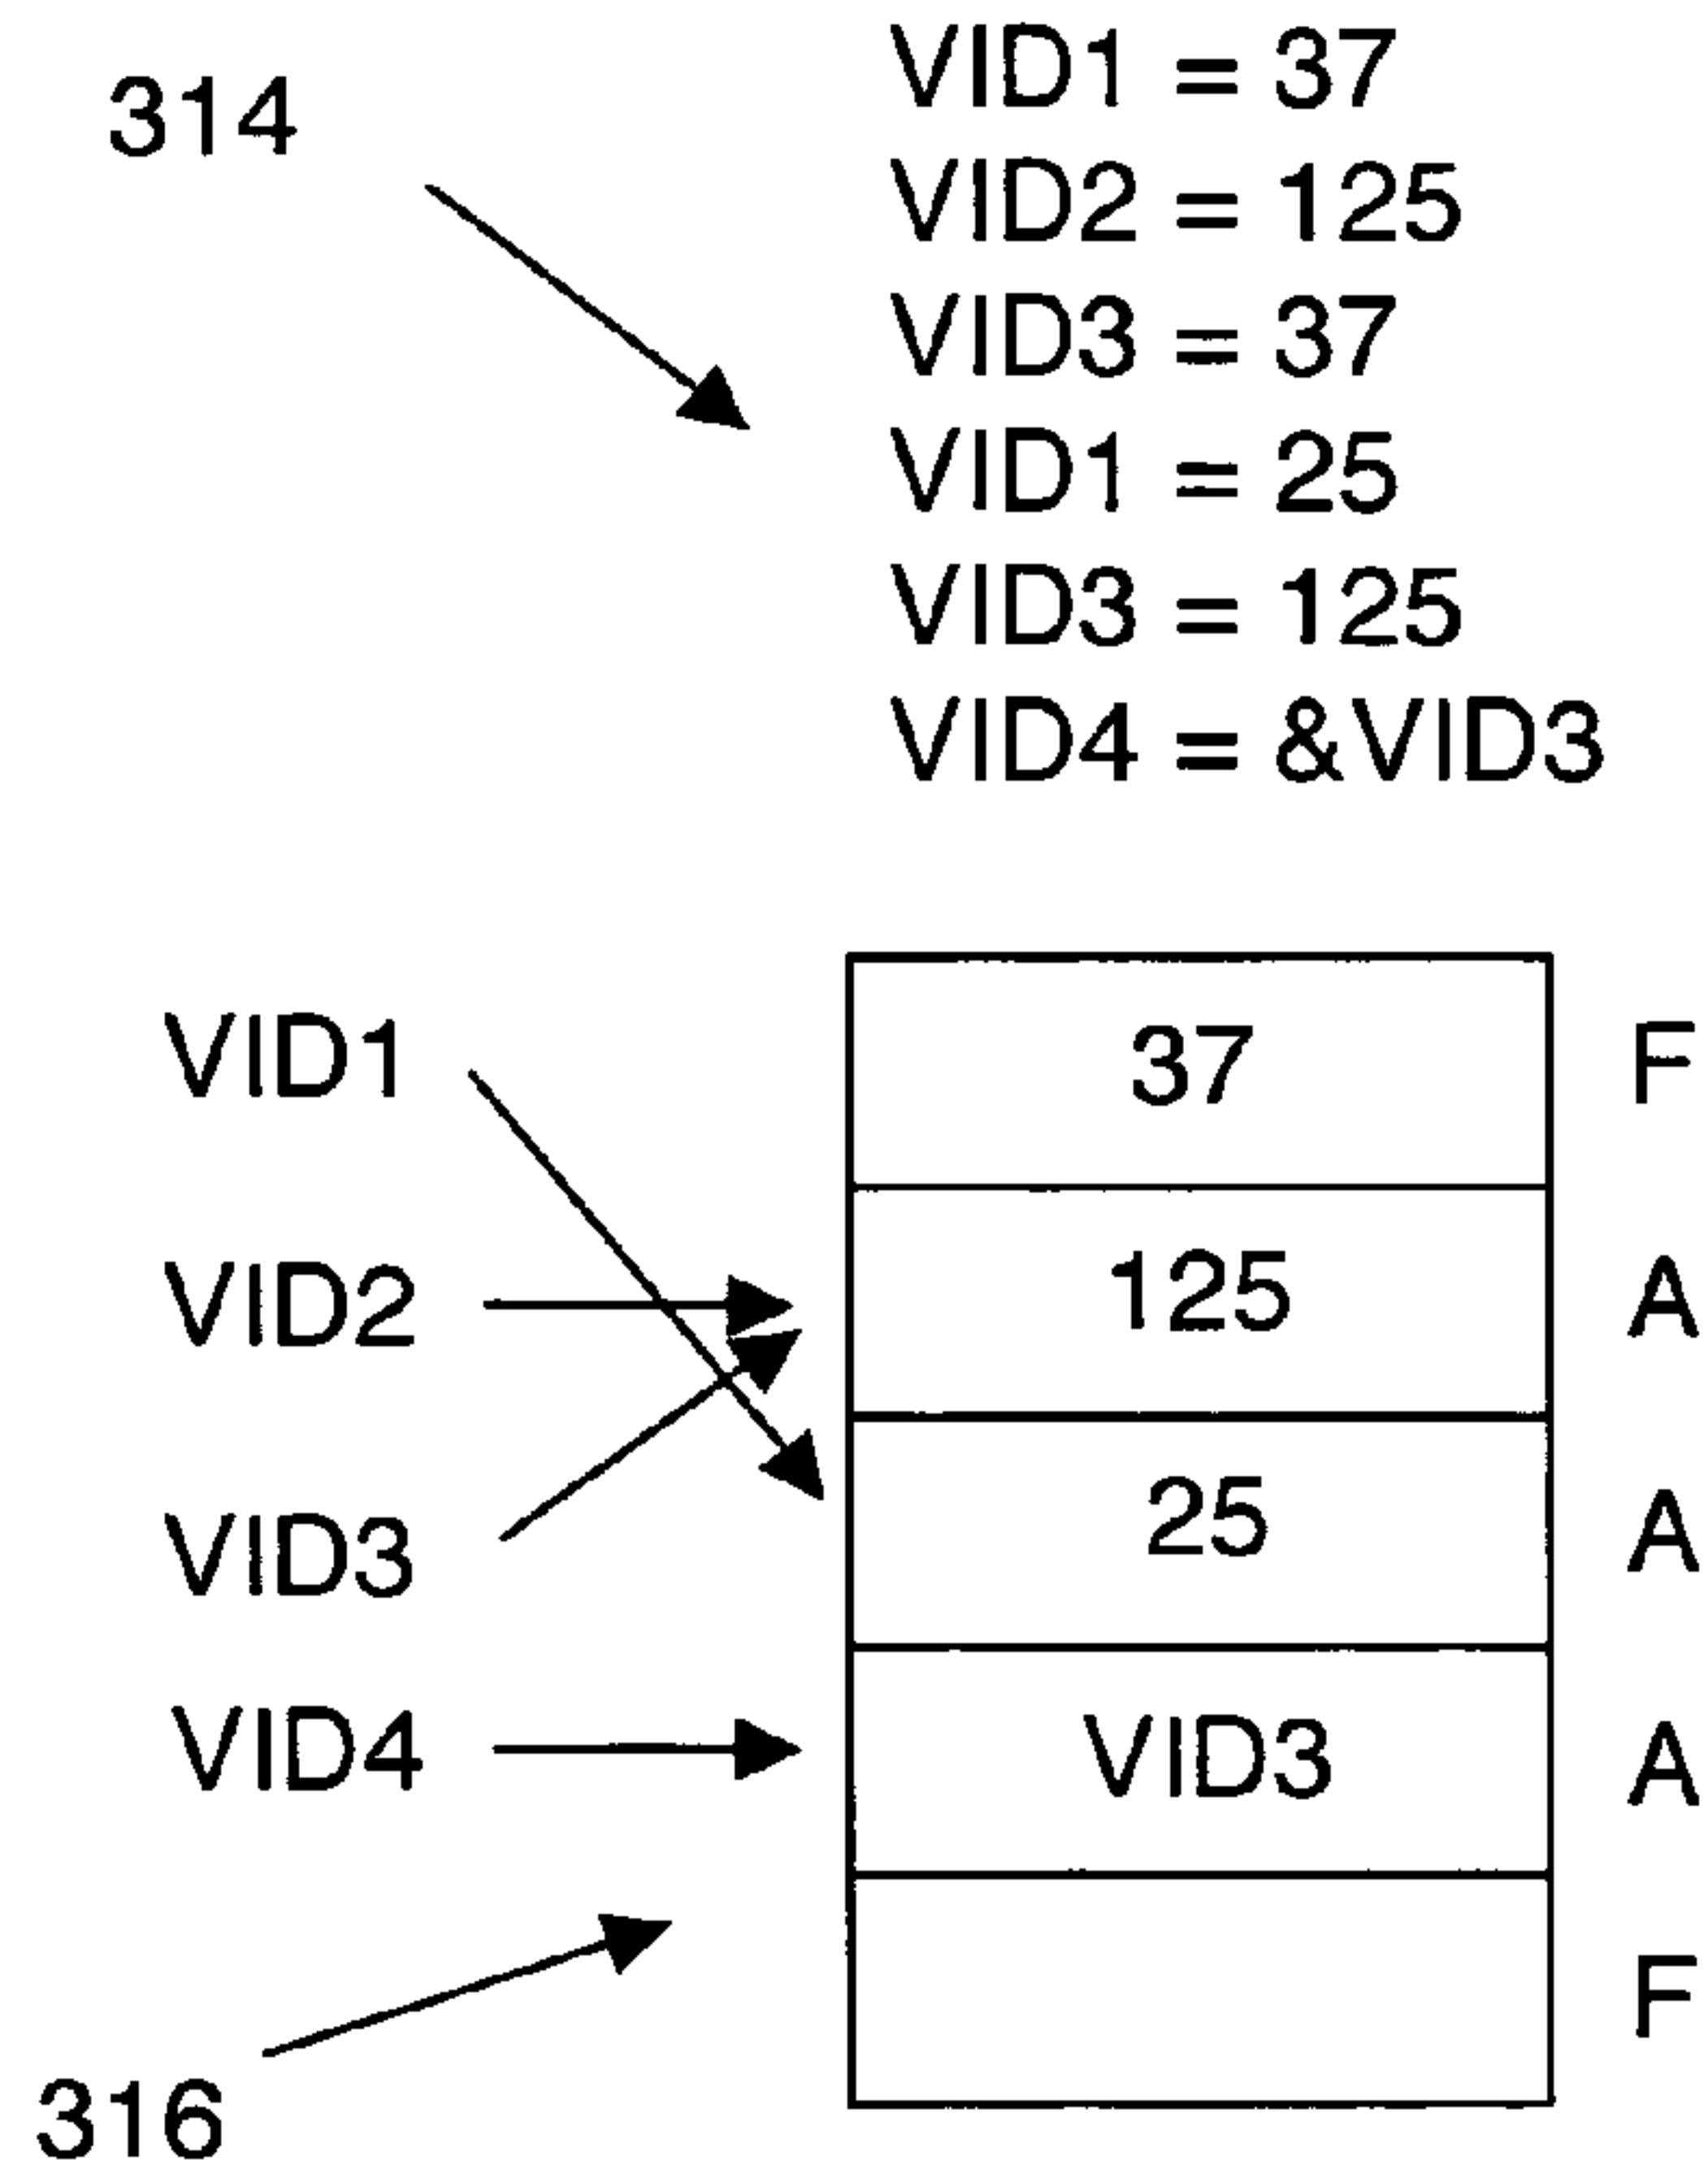 VID1 = 37
314
VID2 = 125
VID3 = 37
VID1 = 25
VID3 = 125
VID4 = &VID3
VID1 37 F
VID2 125 A
VID3 25 A
VID4 VID3 A
F
316